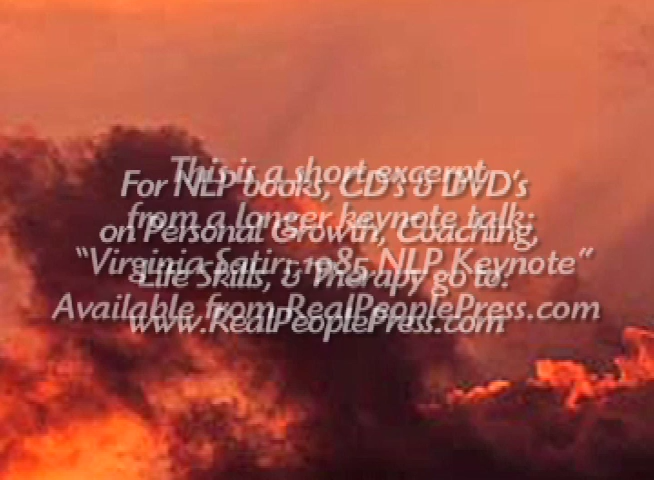 This is a short excerpt
from a longer keynote talk:
"Virginia Satir: 1985 NLP Keynote"
Available from RealPeoplePress.com
For NLP books, CD's & DVD's
on Personal Growth, Coaching,
Life Skills, & Therapy go to:
www.RealPeoplePress.com